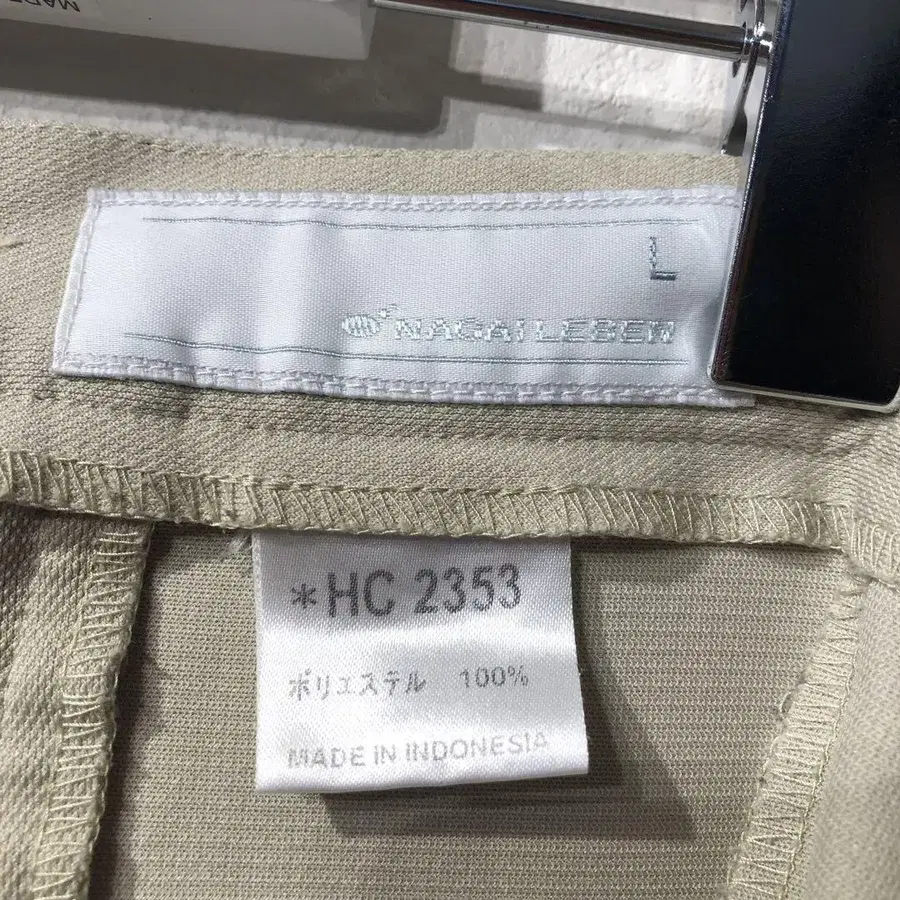 L
NAGAILEBEN
*HC 2353
ポリエステル 100%
MADE IN INDONESIA